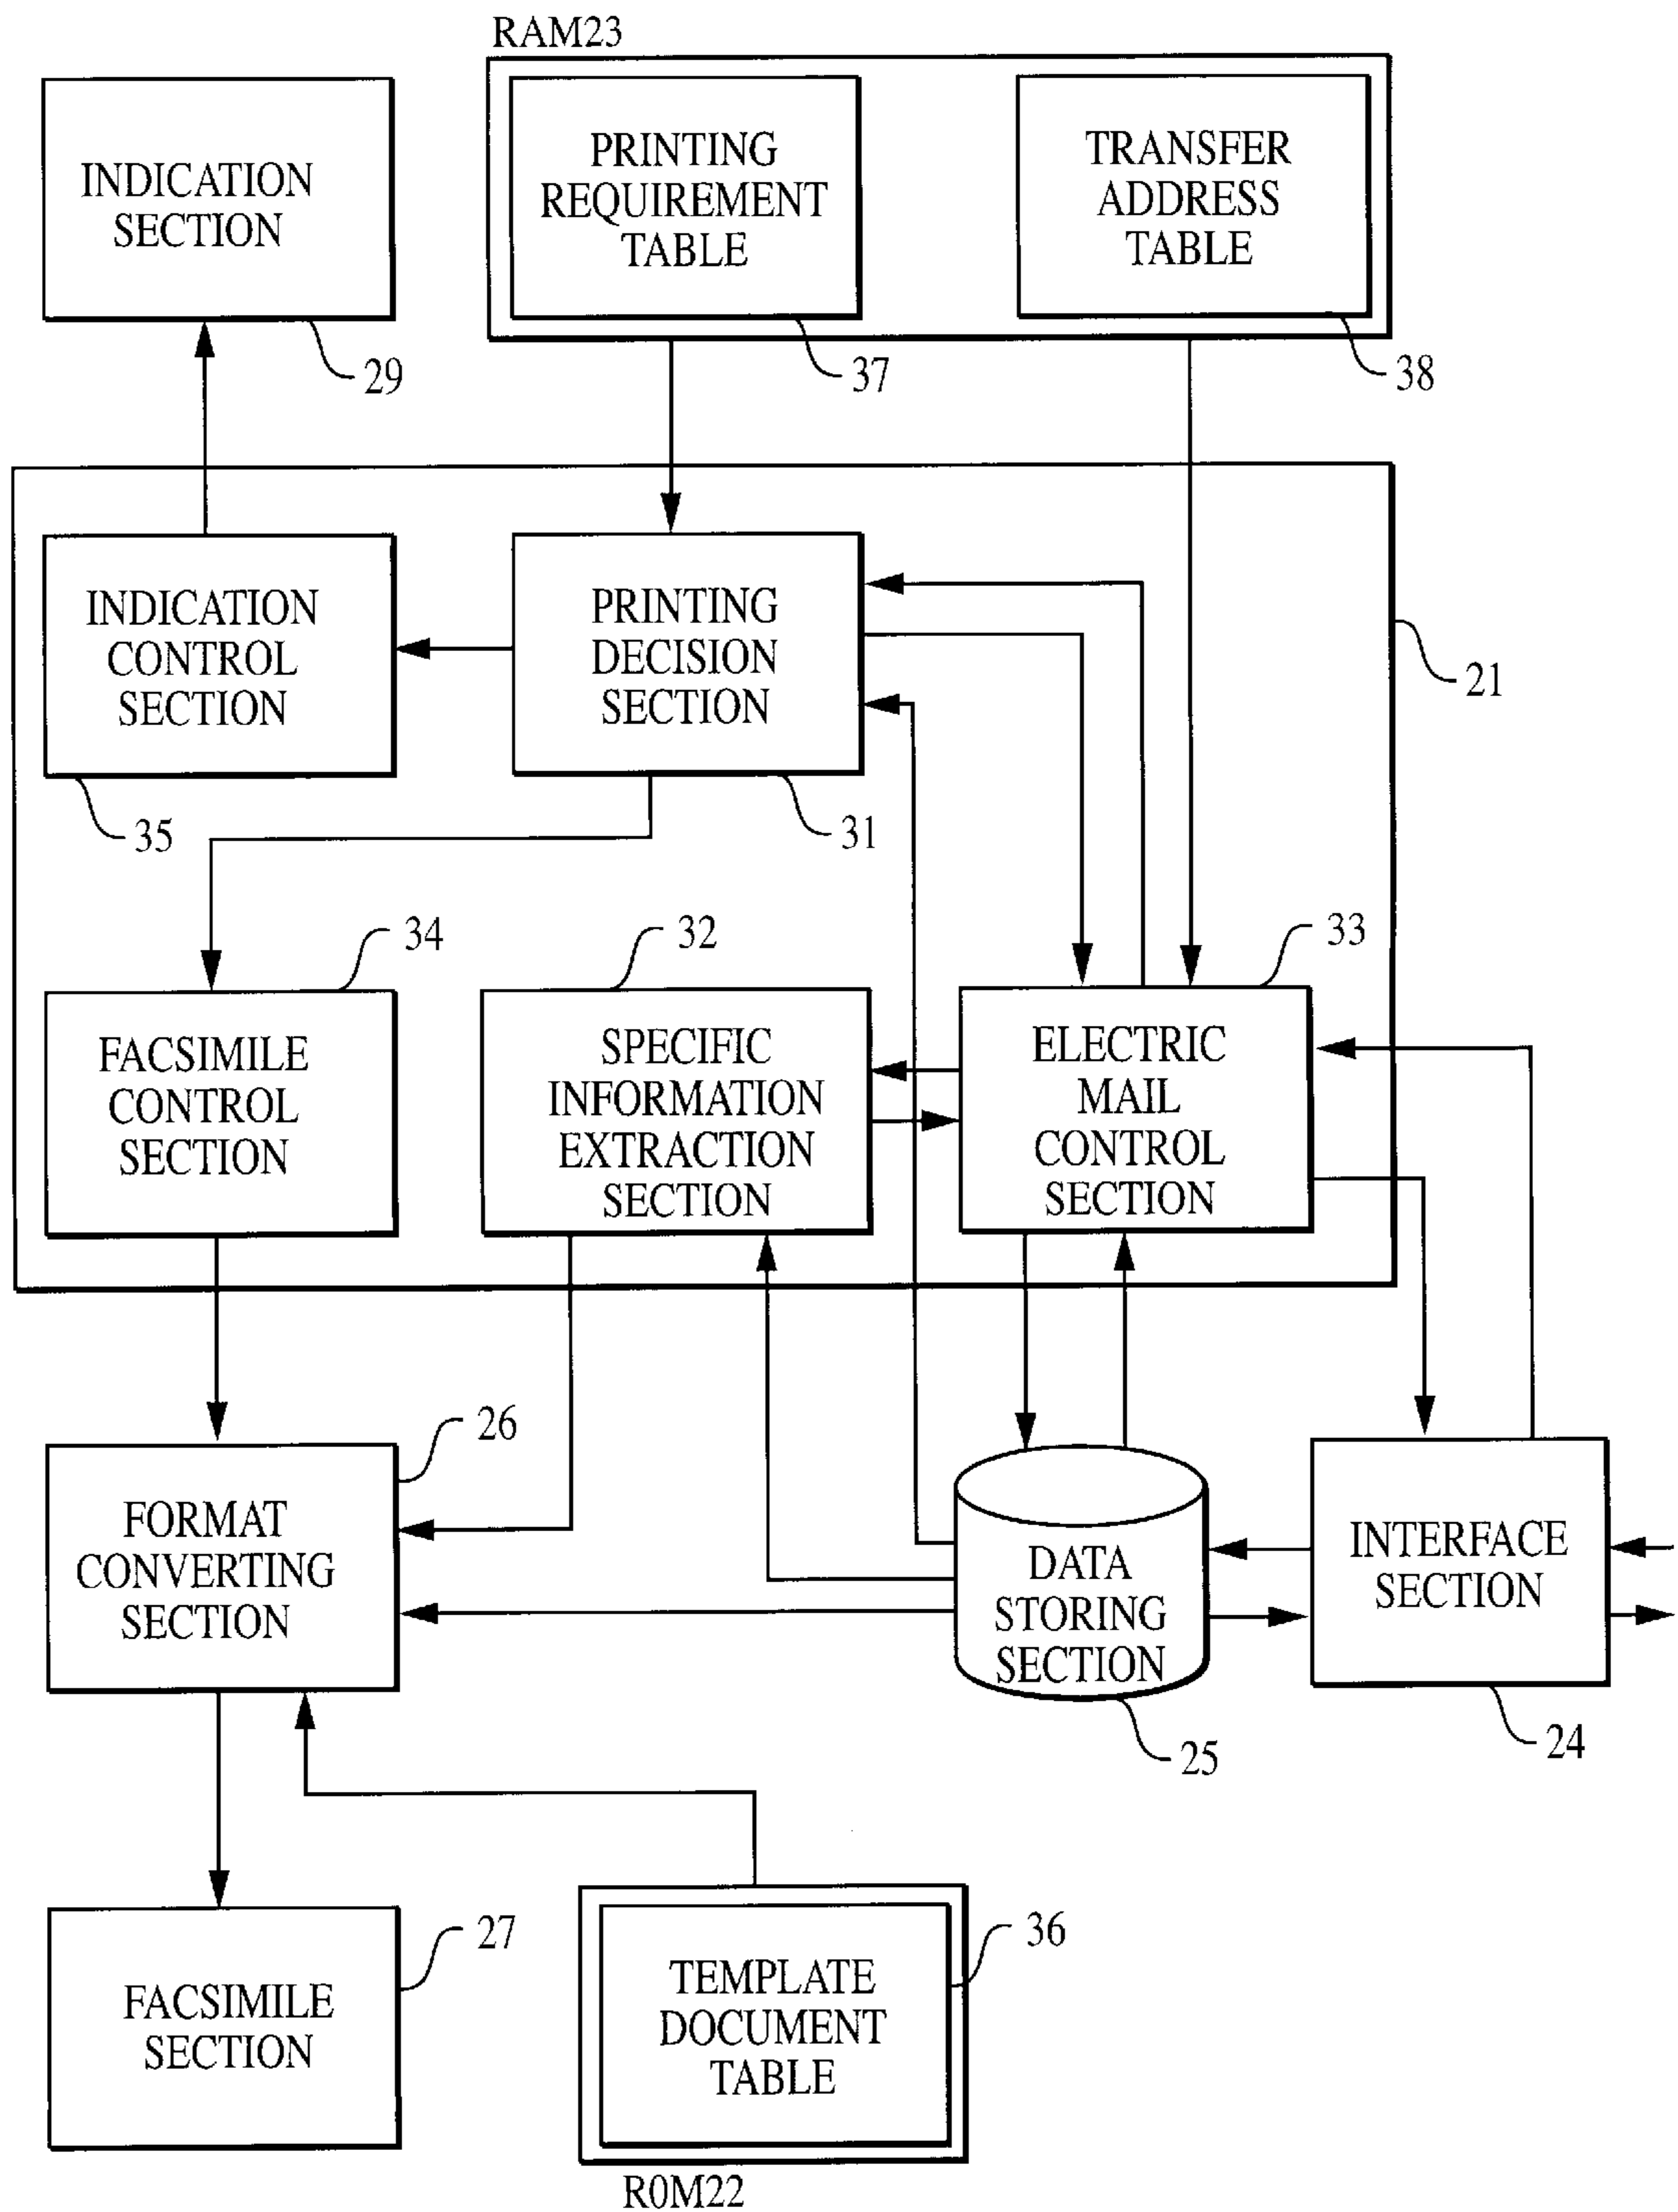 RAM23
INDICATION
SECTION
29
PRINTING
REQUIREMENT
TABLE
37
TRANSFER
ADDRESS
TABLE
38
INDICATION
CONTROL
SECTION
35
PRINTING
DECISION
SECTION
31
21
34
FACSIMILE
CONTROL
SECTION
32
SPECIFIC
INFORMATION
EXTRACTION
SECTION
33
ELECTRIC
MAIL
CONTROL
SECTION
26
FORMAT
CONVERTING
SECTION
DATA
STORING
SECTION
25
INTERFACE
SECTION
24
27
FACSIMILE
SECTION
36
TEMPLATE
DOCUMENT
TABLE
R0M22